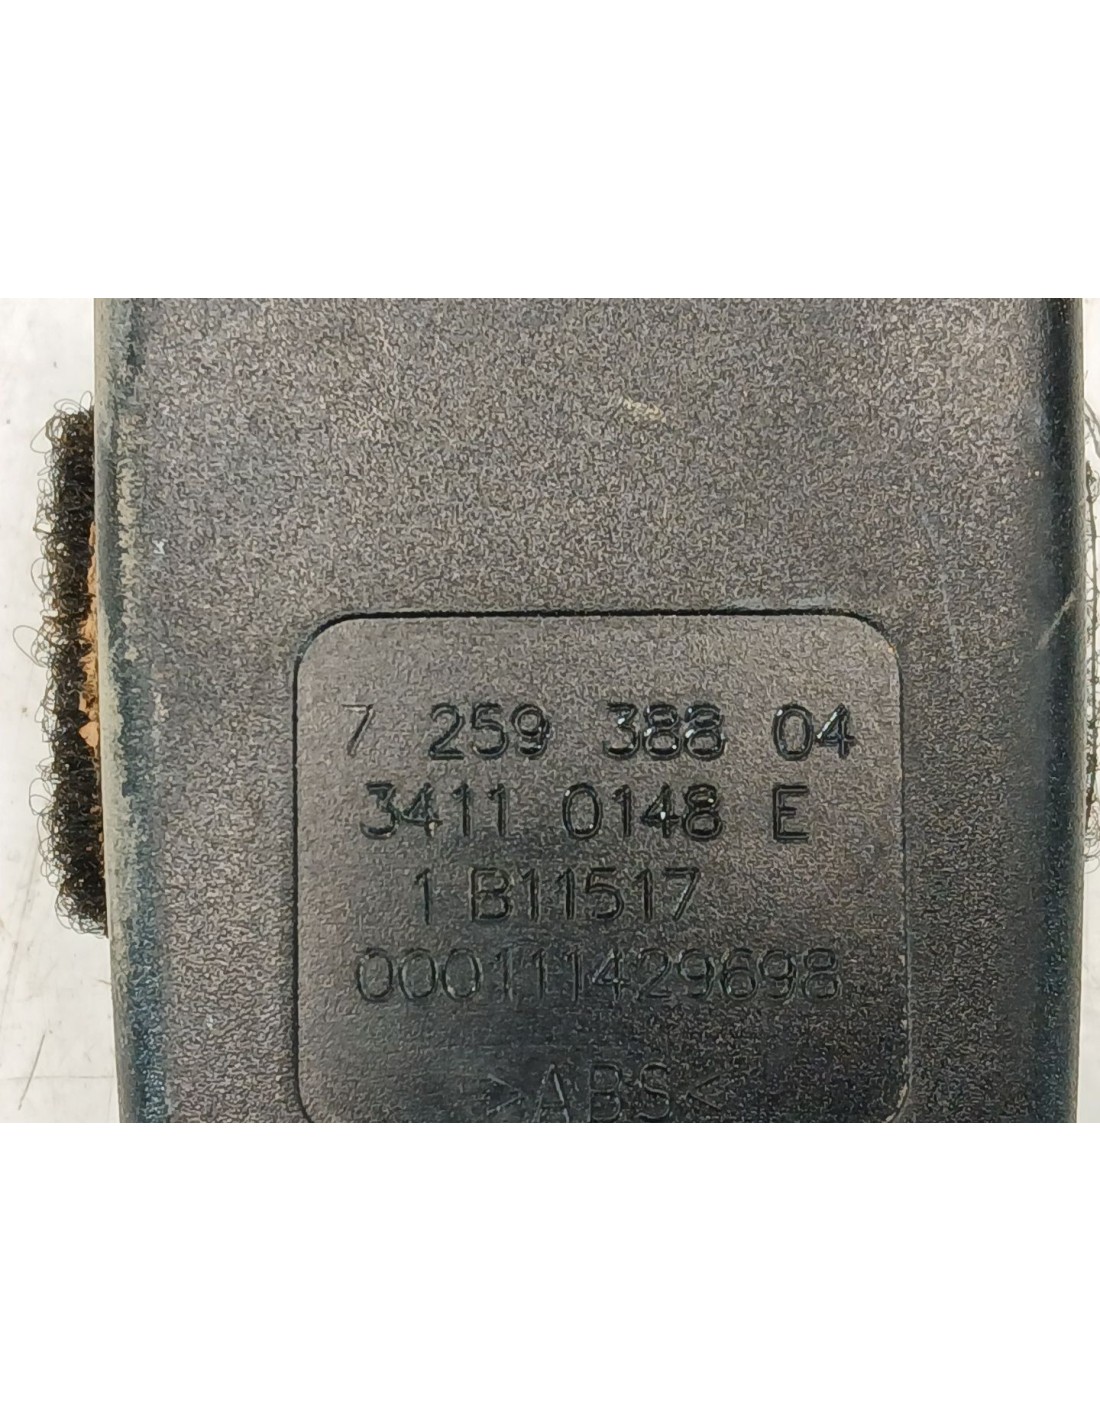 7 259 388 04
3411 0148 E
1 B11517
000111429698
>ABS<